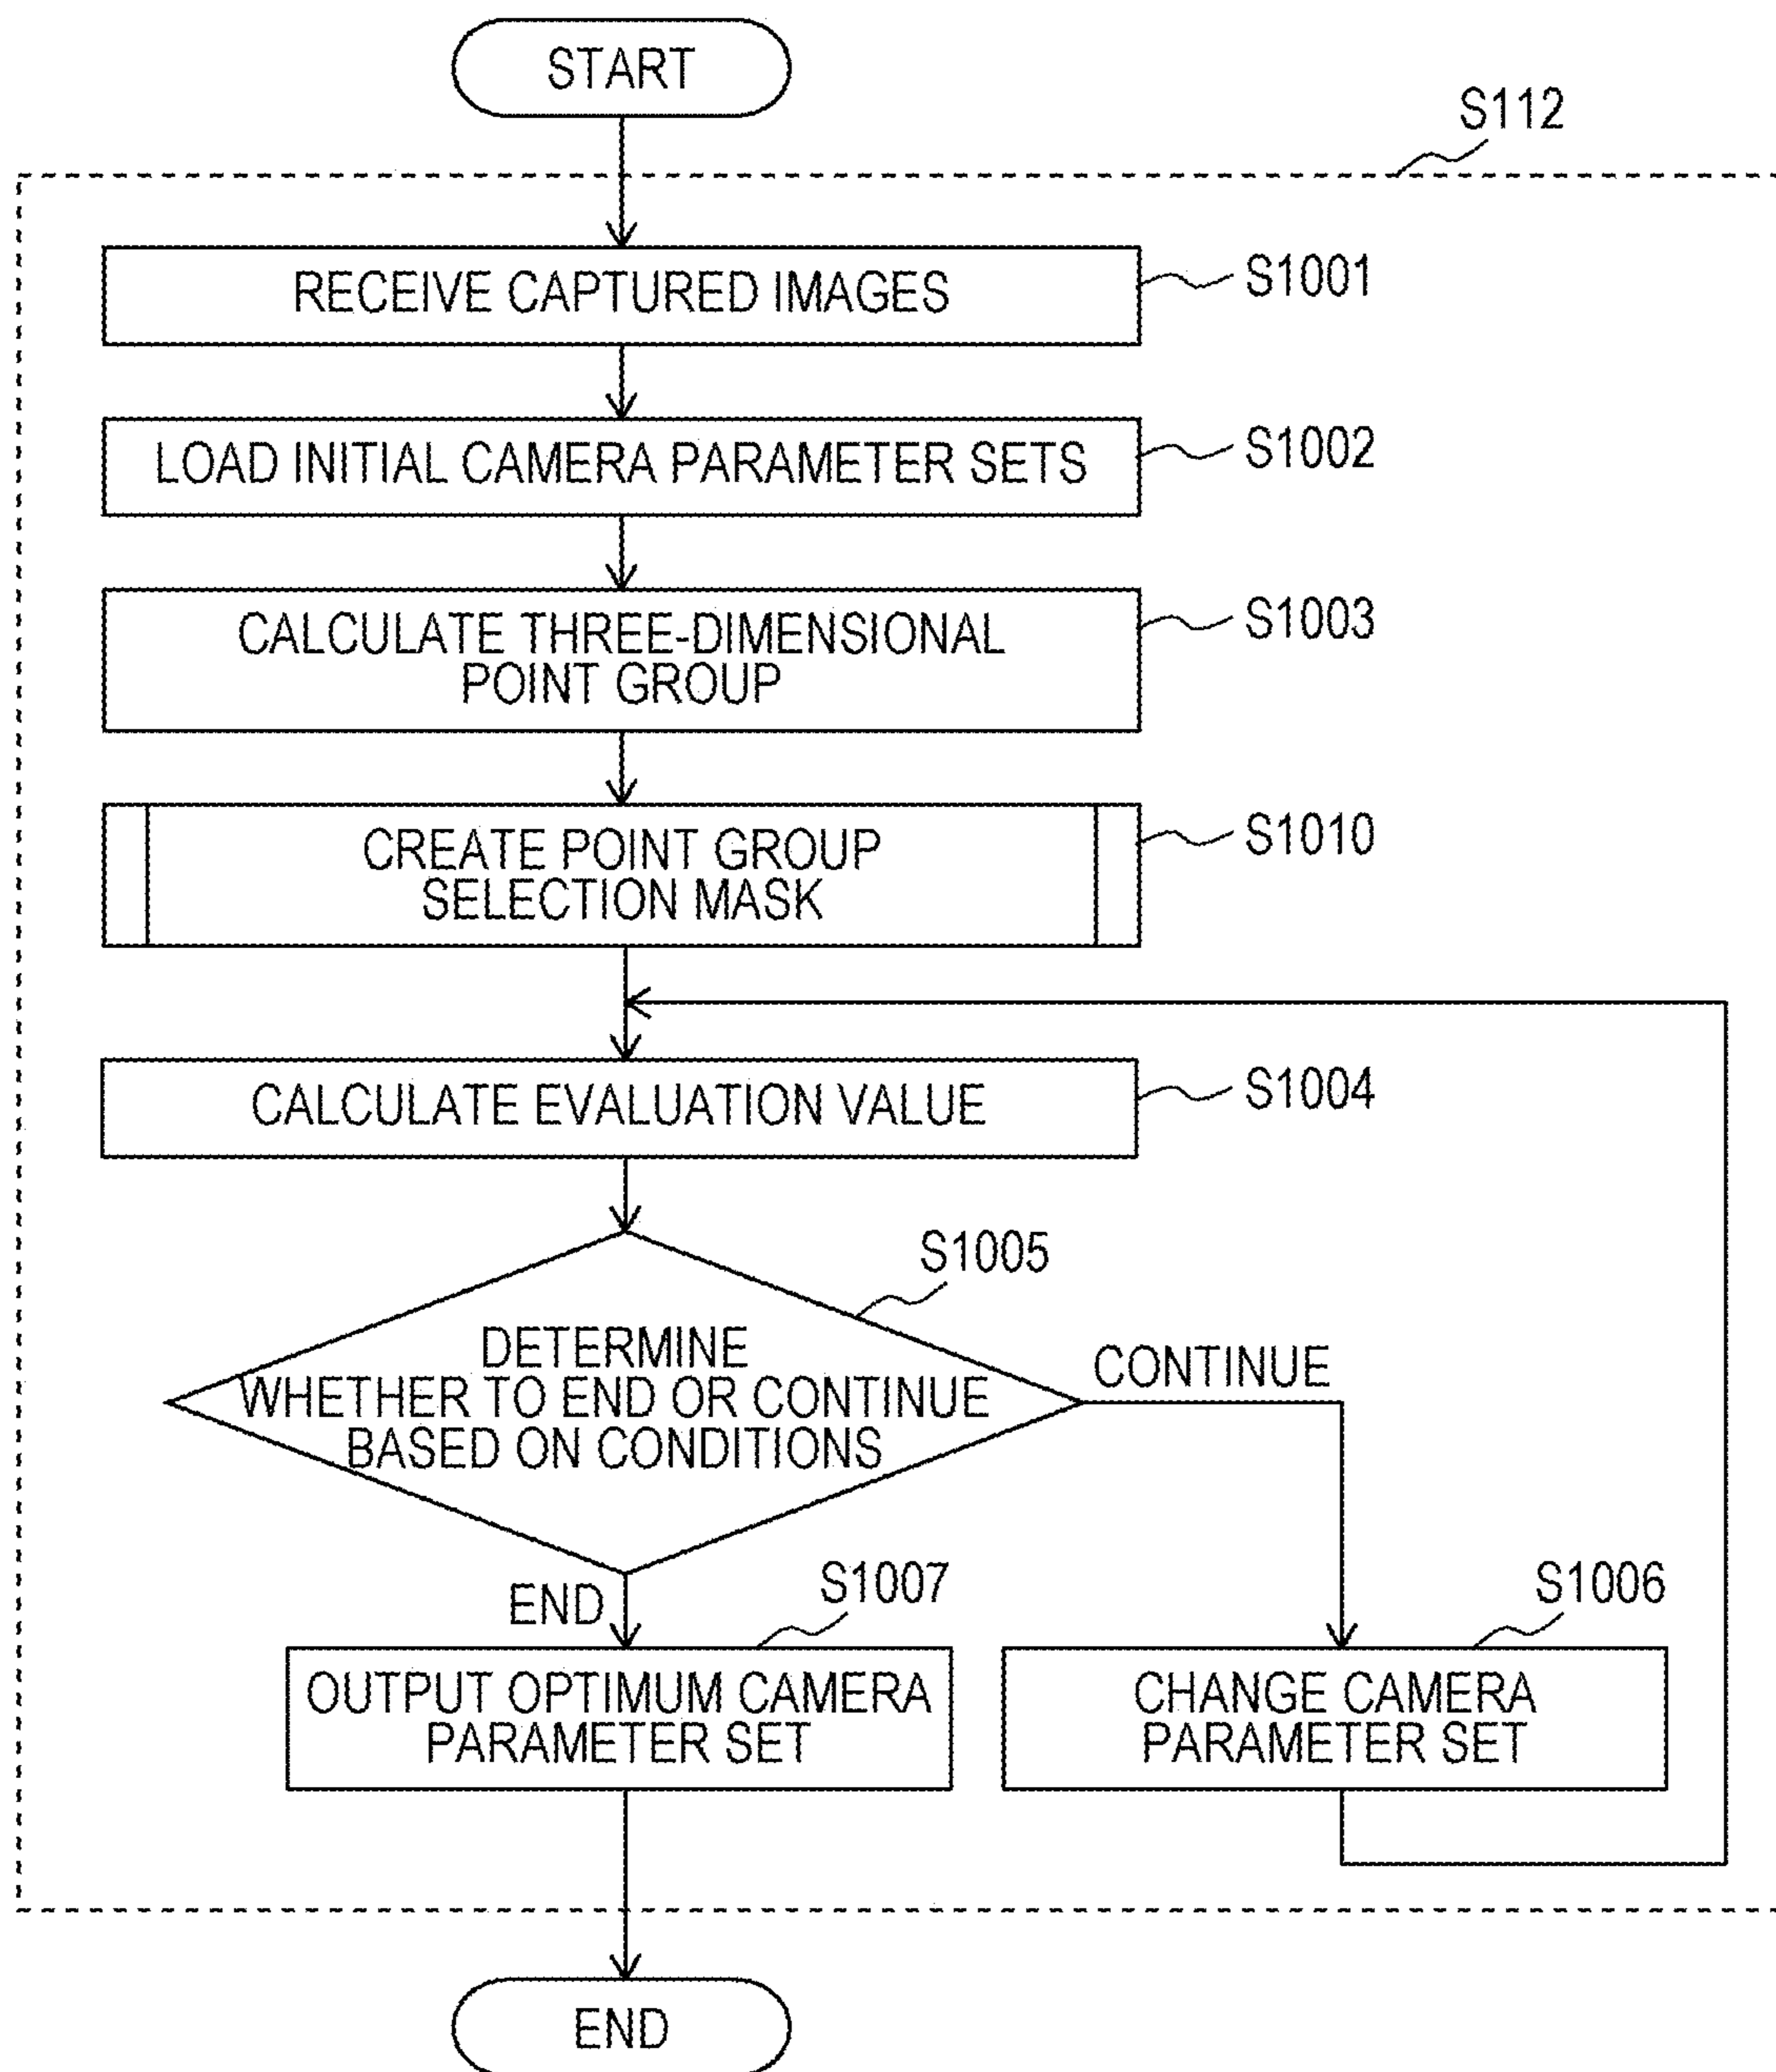 START
S112
RECEIVE CAPTURED IMAGES
S1001
LOAD INITIAL CAMERA PARAMETER SETS
S1002
CALCULATE THREE-DIMENSIONAL
POINT GROUP
S1003
CREATE POINT GROUP
SELECTION MASK
S1010
CALCULATE EVALUATION VALUE
S1004
S1005
DETERMINE
WHETHER TO END OR CONTINUE
BASED ON CONDITIONS
CONTINUE
END
S1007
OUTPUT OPTIMUM CAMERA
PARAMETER SET
S1006
CHANGE CAMERA
PARAMETER SET
END